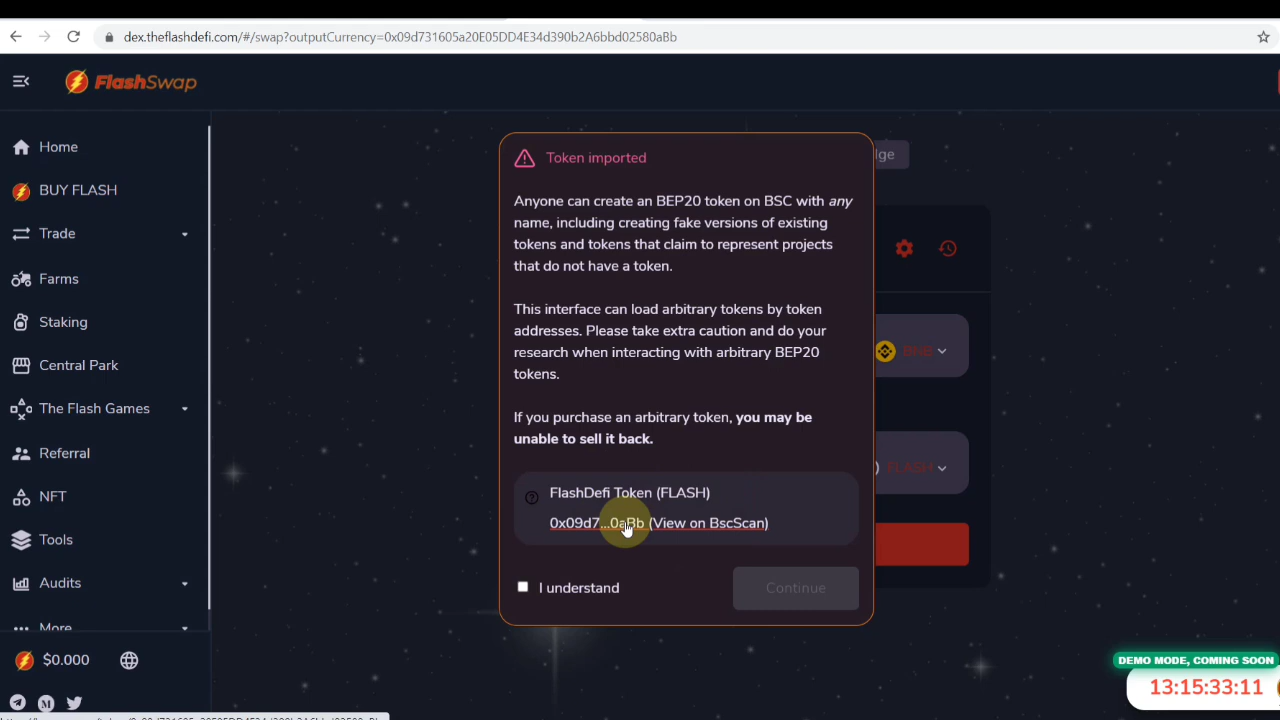 dex.theflashdefi.com/#/swap?outputCurrency=0x09d731605a20E05DD4E34d390b2A6bbd02580aBb
FlashSwap
Home
BUY FLASH
Trade
Farms
Staking
Central Park
The Flash Games
Referral
NFT
Tools
Audits
More
$0.000
Token imported
Anyone can create an BEP20 token on BSC with any
name, including creating fake versions of existing
tokens and tokens that claim to represent projects
that do not have a token.
This interface can load arbitrary tokens by token
addresses. Please take extra caution and do your
research when interacting with arbitrary BEP20
tokens.
If you purchase an arbitrary token, you may be
unable to sell it back.
FlashDefi Token (FLASH)
0x09d7...0aBb (View on BscScan)
I understand
Continue
BNB
FLASH
DEMO MODE, COMING SOON
13:15:33:11